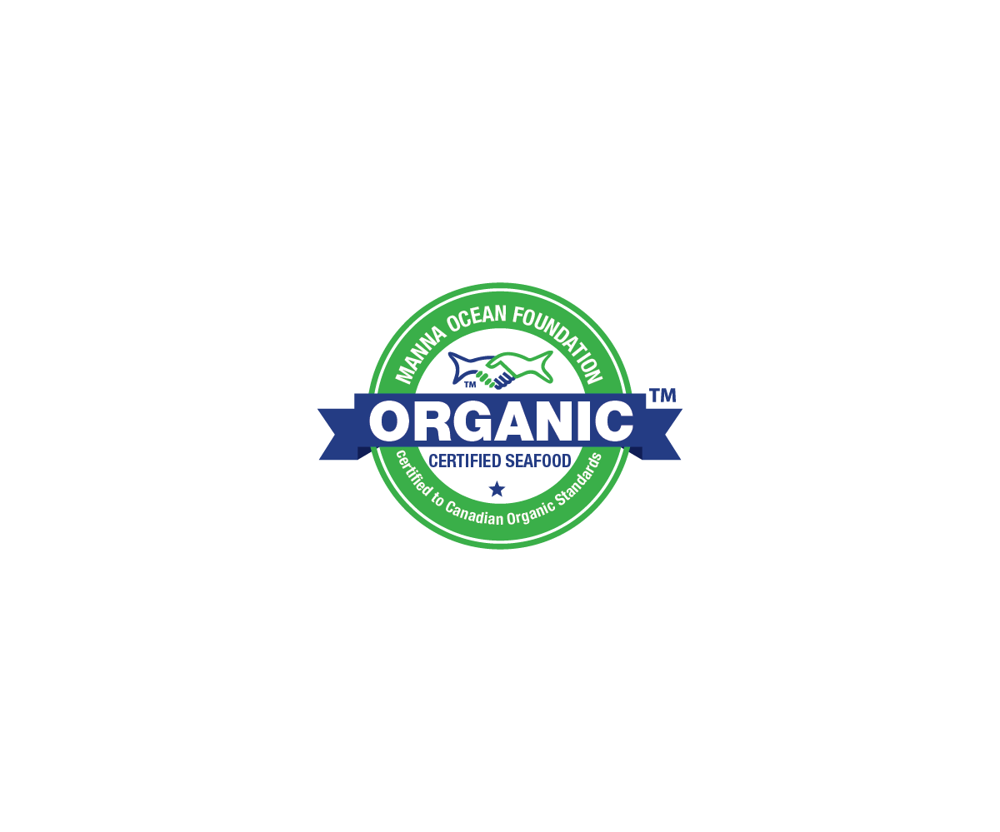 MANNA OCEAN FOUNDATION
TM
TM
ORGANIC
CERTIFIED SEAFOOD
certified to Canadian Organic Standards